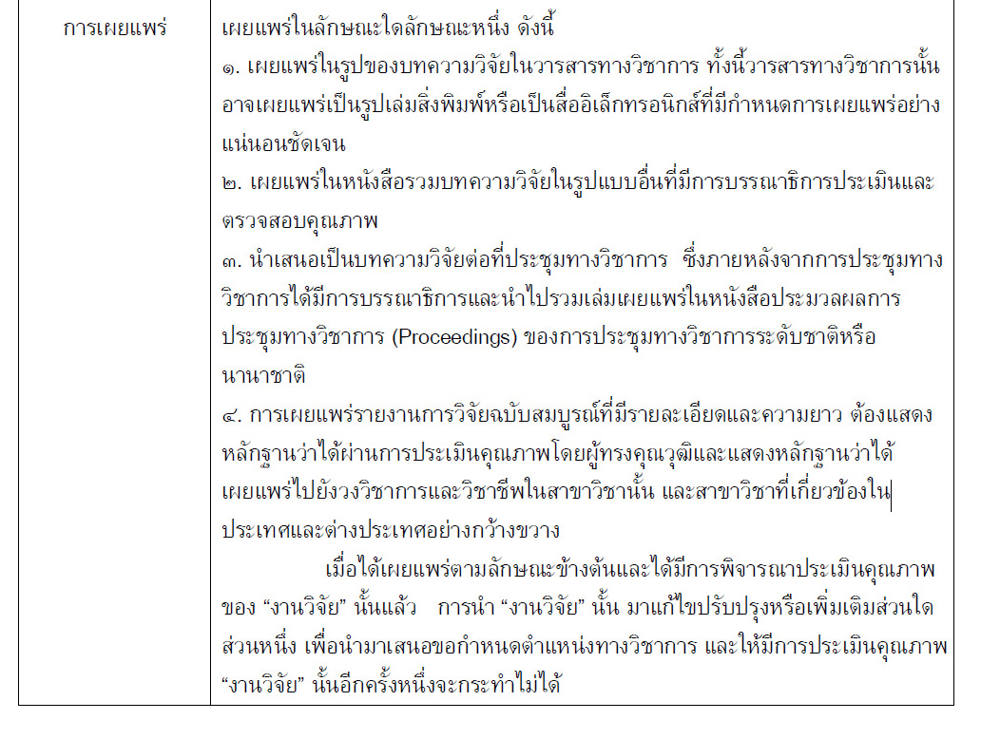 การเผยแพร่
เผยแพร่ในลักษณะใดลักษณะหนึ่ง ดังนี้
๑. เผยแพร่ในรูปของบทความวิจัยในวารสารทางวิชาการ ทั้งนี้วารสารทางวิชาการนั้น
อาจเผยแพร่เป็นรูปเล่มสิ่งพิมพ์หรือเป็นสื่ออิเล็กทรอนิกส์ที่มีกำหนดการเผยแพร่อย่าง
แน่นอนชัดเจน
๒. เผยแพร่ในหนังสือรวมบทความวิจัยในรูปแบบอื่นที่มีการบรรณาธิการประเมินและ
ตรวจสอบคุณภาพ
๓. นำเสนอเป็นบทความวิจัยต่อที่ประชุมทางวิชาการ ซึ่งภายหลังจากการประชุมทาง
วิชาการได้มีการบรรณาธิการและนำไปรวมเล่มเผยแพร่ในหนังสือประมวลผลการ
ประชุมทางวิชาการ (Proceedings) ของการประชุมทางวิชาการระดับชาติหรือ
นานาชาติ
๔. การเผยแพร่รายงานการวิจัยฉบับสมบูรณ์ที่มีรายละเอียดและความยาว ต้องแสดง
หลักฐานว่าได้ผ่านการประเมินคุณภาพโดยผู้ทรงคุณวุฒิและแสดงหลักฐานว่าได้
เผยแพร่ไปยังวงวิชาการและวิชาชีพในสาขาวิชานั้น และสาขาวิชาที่เกี่ยวข้องใน
ประเทศและต่างประเทศอย่างกว้างขวาง
เมื่อได้เผยแพร่ตามลักษณะข้างต้นและได้มีการพิจารณาประเมินคุณภาพ
ของ “งานวิจัย” นั้นแล้ว การนำ “งานวิจัย” นั้น มาแก้ไขปรับปรุงหรือเพิ่มเติมส่วนใด
ส่วนหนึ่ง เพื่อนำมาเสนอขอกำหนดตำแหน่งทางวิชาการ และให้มีการประเมินคุณภาพ
“งานวิจัย” นั้นอีกครั้งหนึ่งจะกระทำไม่ได้